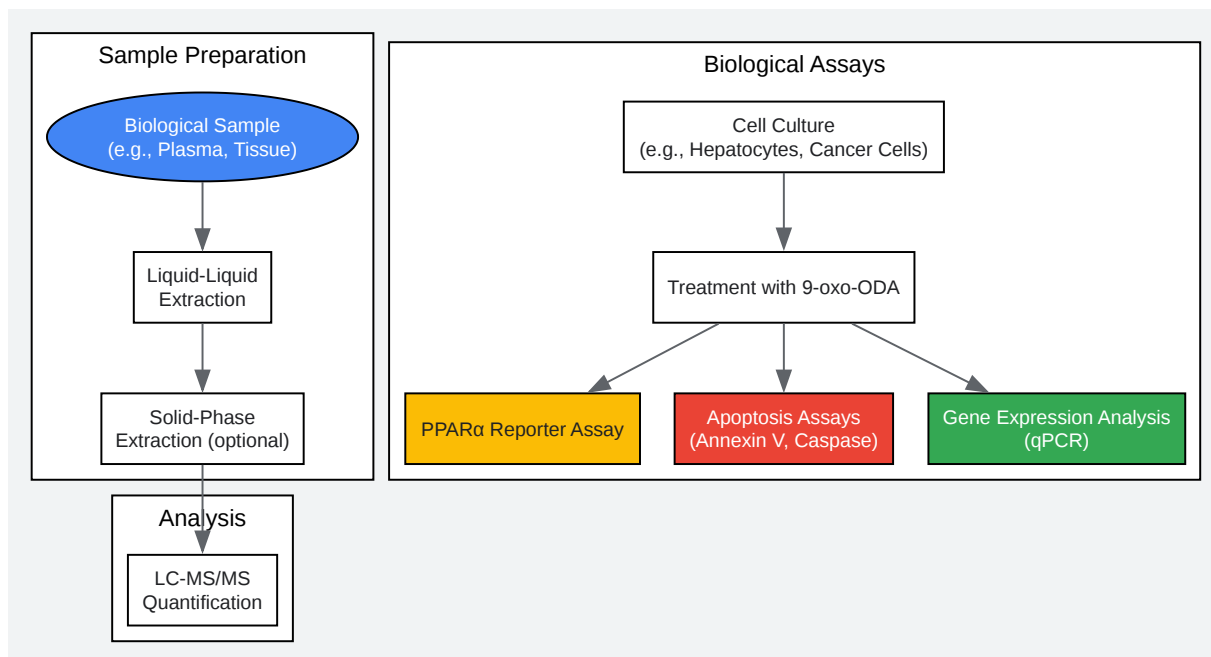 Sample Preparation
Biological Sample
(e.g., Plasma, Tissue)
Liquid-Liquid
Extraction
Solid-Phase
Extraction (optional)
Analysis
LC-MS/MS
Quantification
Biological Assays
Cell Culture
(e.g., Hepatocytes, Cancer Cells)
Treatment with 9-oxo-ODA
PPARα Reporter Assay
Apoptosis Assays
(Annexin V, Caspase)
Gene Expression Analysis
(qPCR)